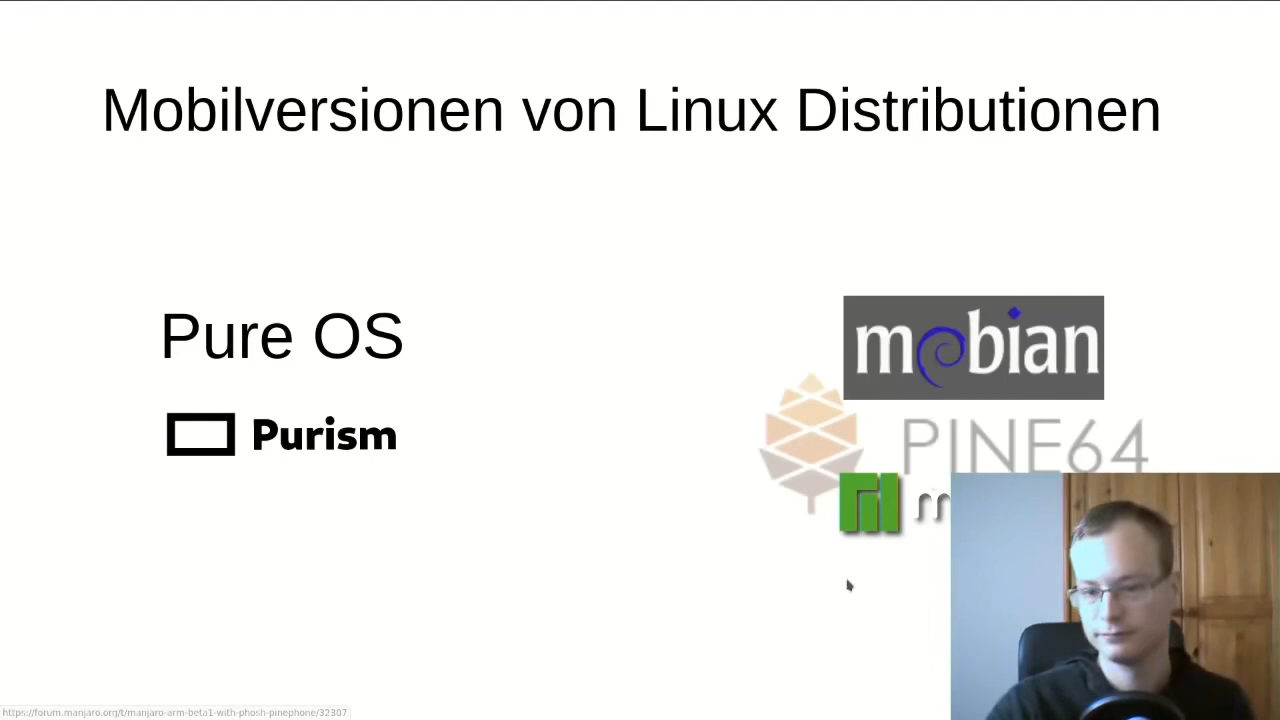 Mobilversionen von Linux Distributionen
Pure OS
Purism
mobian
PINE64
m
https://forum.manjaro.org/t/manjaro-arm-beta1-with-phosh-pinephone/32307